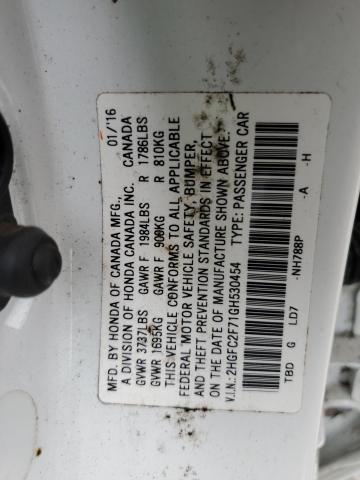 MFD. BY HONDA OF CANADA MFG., 01/'16
A DIVISION OF HONDA CANADA INC. CANADA
GVWR 3737LBS GAWR F 1984LBS R 1786LBS
GVWR 1695KG GAWR F 900KG R 810KG
THIS VEHICLE CONFORMS TO ALL APPLICABLE
FEDERAL MOTOR VEHICLE SAFETY, BUMPER,
AND THEFT PREVENTION STANDARDS IN EFFECT
ON THE DATE OF MANUFACTURE SHOWN ABOVE.
V.I.N.: 2HGFC2F71GH530454 TYPE: PASSENGER CAR
TBD G LD7 -NH788P -A -H